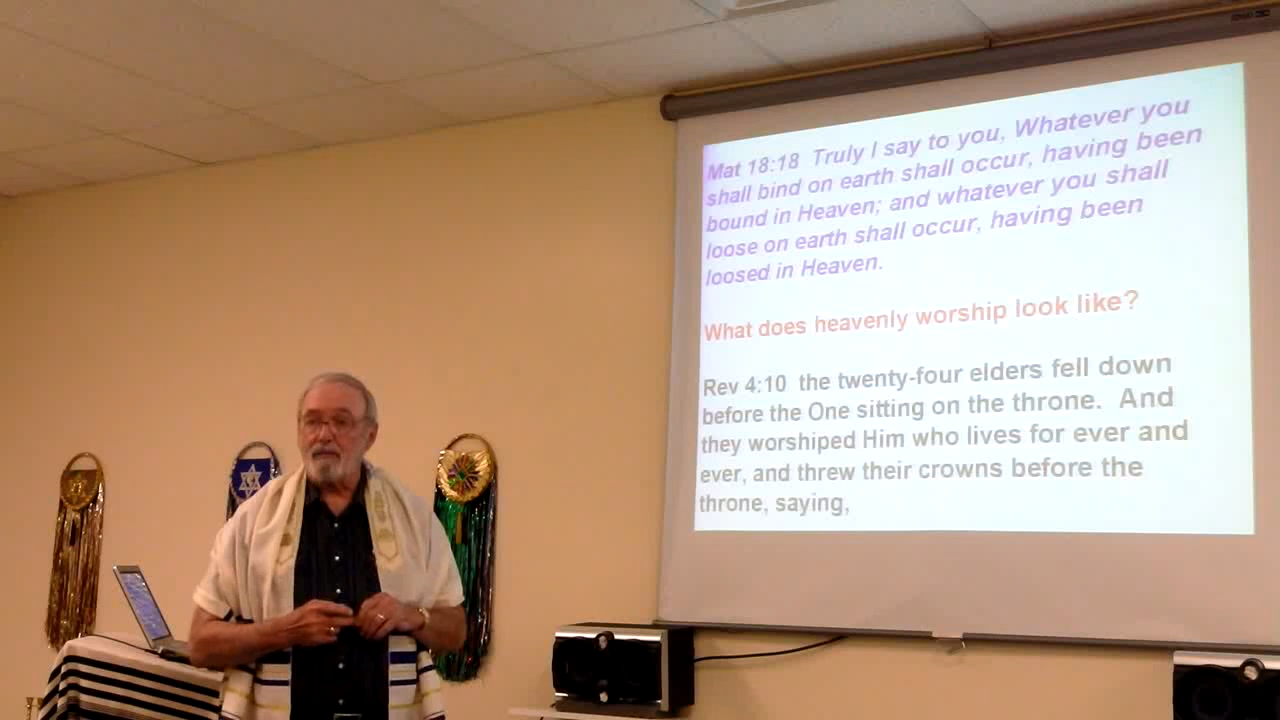 Mat 18:18 Truly I say to you, Whatever you
shall bind on earth shall occur, having been
bound in Heaven; and whatever you shall
loose on earth shall occur, having been
loosed in Heaven.
What does heavenly worship look like?
Rev 4:10 the twenty-four elders fell down
before the One sitting on the throne. And
they worshiped Him who lives for ever and
ever, and threw their crowns before the
throne, saying,